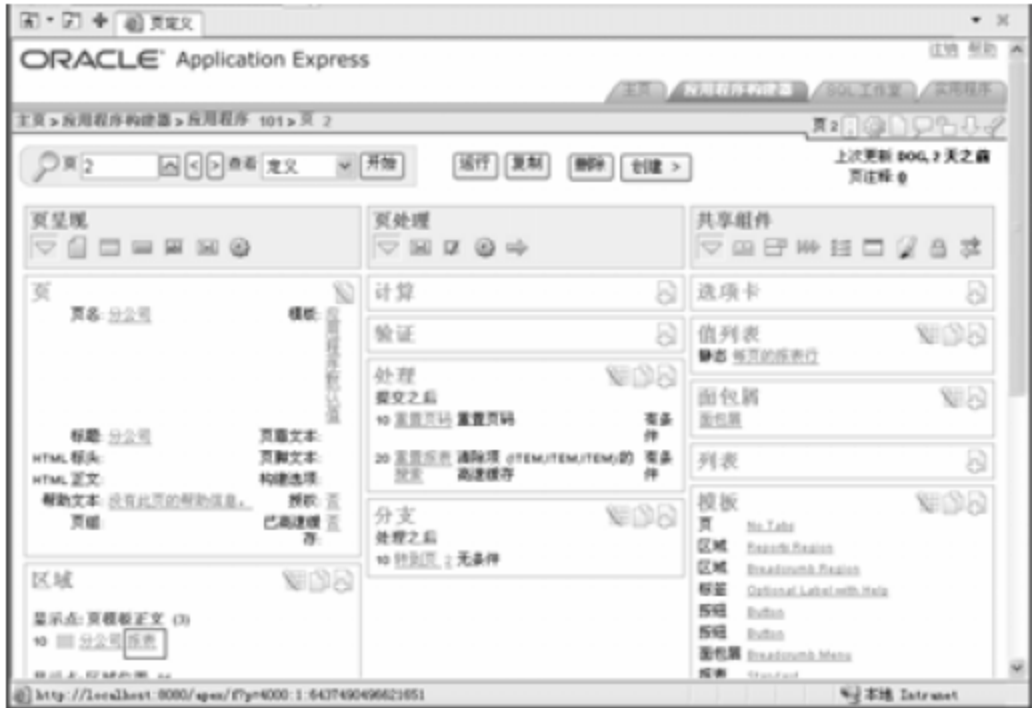 页定义
ORACLE Application Express
注销 帮助
主页 应用程序构建器 SQL 工作室 实用程序
主页 > 应用程序构建器 > 应用程序 101 > 页 2
页 2
页 2 查看 定义 开始 运行 复制 删除 创建 >
上次更新 DOG, 7 天之前
页注释: 0
页呈现
页
页名: 分公司
模板: 应用程序默认值
标题: 分公司
页眉文本:
HTML 标头:
页脚文本:
HTML 正文:
构建选项:
帮助文本: 没有此页的帮助信息。
授权: 否
页组:
已高速缓存: 否
区域
显示点: 页模板正文 (3)
10 分公司 报表
页处理
计算
验证
处理
提交之后
10 重置页码 重置页码 有条件
20 重置报表搜索 清除项 (ITEM,ITEM,ITEM) 的高速缓存 有条件
分支
处理之后
10 转到页 2 无条件
共享组件
选项卡
值列表
静态 每页的报表行
面包屑
面包屑
列表
模板
页 No Tabs
区域 Reports Region
区域 Breadcrumb Region
标签 Optional Label with Help
按钮 Button
按钮 Button
面包屑 Breadcrumb Menu
报表 Standard
http://localhost:8080/apex/f?p=4000:1:6437490496621651
本地 Intranet